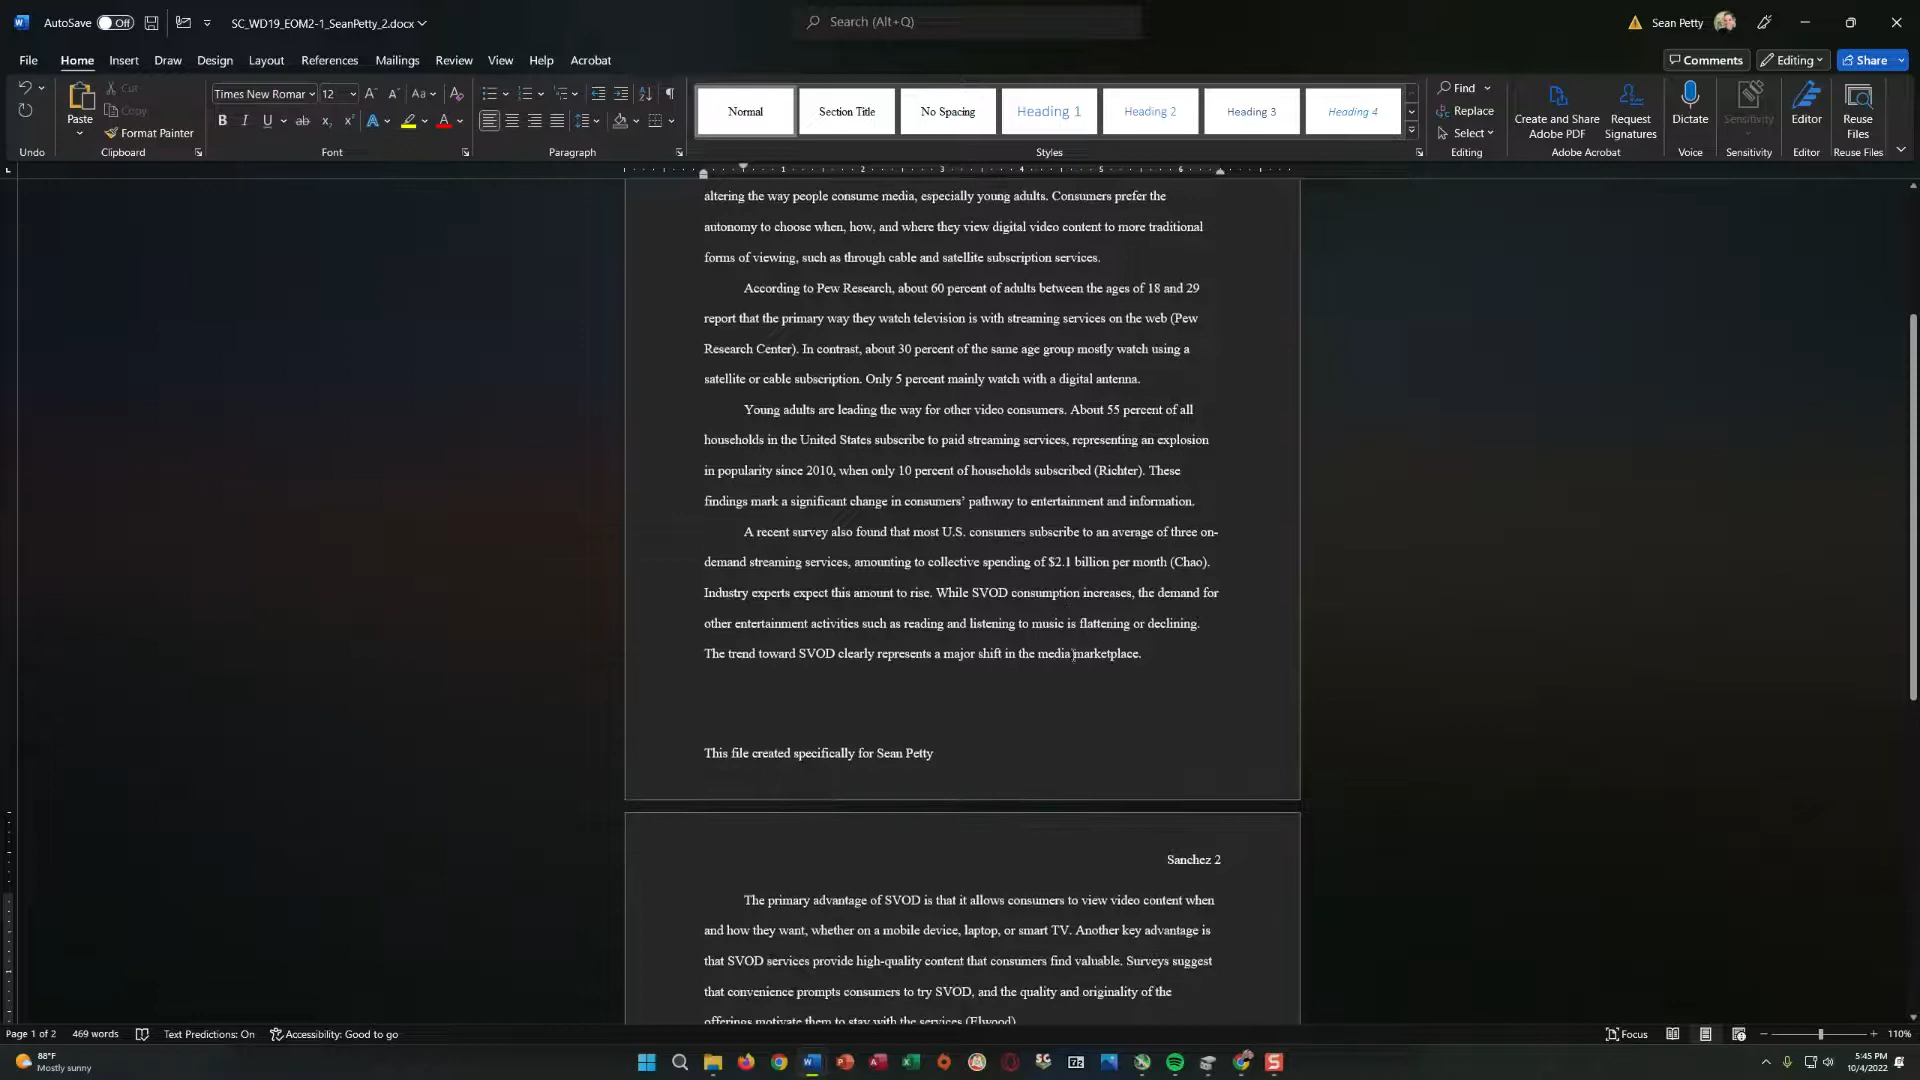 AutoSave Off SC_WD19_EOM2-1_SeanPetty_2.docx Search (Alt+Q) Sean Petty
File Home Insert Draw Design Layout References Mailings Review View Help Acrobat Comments Editing Share
Undo
Paste Cut Copy Format Painter Clipboard
Times New Romar 12 Aa B I U ab x₂ x² A A Font
Paragraph
Normal Section Title No Spacing Heading 1 Heading 2 Heading 3 Heading 4 Styles
Find Replace Select Editing
Create and Share Adobe PDF Request Signatures Adobe Acrobat
Dictate Voice
Sensitivity Sensitivity
Editor Editor
Reuse Files Reuse Files
1 2 3 4 5 6
altering the way people consume media, especially young adults. Consumers prefer the
autonomy to choose when, how, and where they view digital video content to more traditional
forms of viewing, such as through cable and satellite subscription services.
According to Pew Research, about 60 percent of adults between the ages of 18 and 29
report that the primary way they watch television is with streaming services on the web (Pew
Research Center). In contrast, about 30 percent of the same age group mostly watch using a
satellite or cable subscription. Only 5 percent mainly watch with a digital antenna.
Young adults are leading the way for other video consumers. About 55 percent of all
households in the United States subscribe to paid streaming services, representing an explosion
in popularity since 2010, when only 10 percent of households subscribed (Richter). These
findings mark a significant change in consumers’ pathway to entertainment and information.
A recent survey also found that most U.S. consumers subscribe to an average of three on-
demand streaming services, amounting to collective spending of $2.1 billion per month (Chao).
Industry experts expect this amount to rise. While SVOD consumption increases, the demand for
other entertainment activities such as reading and listening to music is flattening or declining.
The trend toward SVOD clearly represents a major shift in the media marketplace.
This file created specifically for Sean Petty
Sanchez 2
The primary advantage of SVOD is that it allows consumers to view video content when
and how they want, whether on a mobile device, laptop, or smart TV. Another key advantage is
that SVOD services provide high-quality content that consumers find valuable. Surveys suggest
that convenience prompts consumers to try SVOD, and the quality and originality of the
offerings motivate them to stay with the services (Elwood).
Page 1 of 2 469 words Text Predictions: On Accessibility: Good to go Focus 110%
88°F
Mostly sunny
5:45 PM
10/4/2022